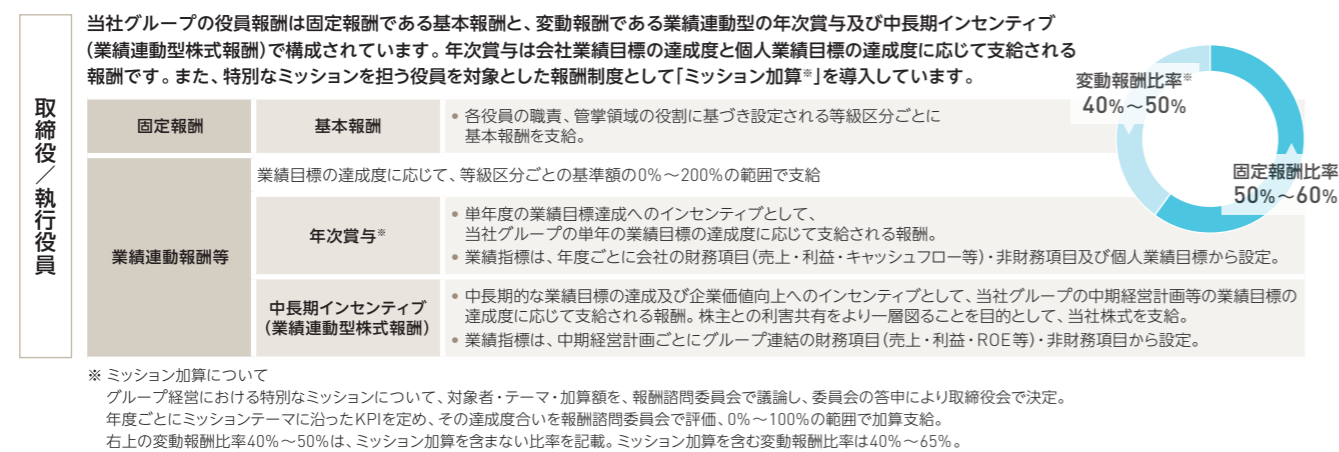 当社グループの役員報酬は固定報酬である基本報酬と、変動報酬である業績連動型の年次賞与及び中長期インセンティブ
(業績連動型株式報酬)で構成されています。年次賞与は会社業績目標の達成度と個人業績目標の達成度に応じて支給される
報酬です。また、特別なミッションを担う役員を対象とした報酬制度として「ミッション加算※」を導入しています。
変動報酬比率※
40%～50%
固定報酬比率
50%～60%
取締役／執行役員
固定報酬
基本報酬
• 各役員の職責、管掌領域の役割に基づき設定される等級区分ごとに
基本報酬を支給。
業績連動報酬等
業績目標の達成度に応じて、等級区分ごとの基準額の0%～200%の範囲で支給
年次賞与※
• 単年度の業績目標達成へのインセンティブとして、
当社グループの単年の業績目標の達成度に応じて支給される報酬。
• 業績指標は、年度ごとに会社の財務項目(売上・利益・キャッシュフロー等)・非財務項目及び個人業績目標から設定。
中長期インセンティブ
(業績連動型株式報酬)
• 中長期的な業績目標の達成及び企業価値向上へのインセンティブとして、当社グループの中期経営計画等の業績目標の
達成度に応じて支給される報酬。株主との利害共有をより一層図ることを目的として、当社株式を支給。
• 業績指標は、中期経営計画ごとにグループ連結の財務項目(売上・利益・ROE等)・非財務項目から設定。
※ ミッション加算について
グループ経営における特別なミッションについて、対象者・テーマ・加算額を、報酬諮問委員会で議論し、委員会の答申により取締役会で決定。
年度ごとにミッションテーマに沿ったKPIを定め、その達成度合いを報酬諮問委員会で評価、0%～100%の範囲で加算支給。
右上の変動報酬比率40%～50%は、ミッション加算を含まない比率を記載。ミッション加算を含む変動報酬比率は40%～65%。